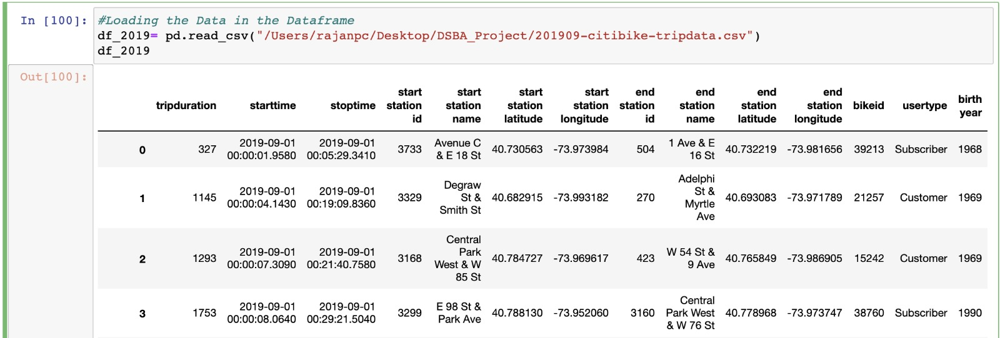 In [100]: #Loading the Data in the Dataframe
df_2019= pd.read_csv("/Users/rajanpc/Desktop/DSBA_Project/201909-citibike-tripdata.csv")
df_2019
Out[100]:
tripduration starttime stoptime start station id start station name start station latitude start station longitude end station id end station name end station latitude end station longitude bikeid usertype birth year
0 327 2019-09-01 00:00:01.9580 2019-09-01 00:05:29.3410 3733 Avenue C & E 18 St 40.730563 -73.973984 504 1 Ave & E 16 St 40.732219 -73.981656 39213 Subscriber 1968
1 1145 2019-09-01 00:00:04.1430 2019-09-01 00:19:09.8360 3329 Degraw St & Smith St 40.682915 -73.993182 270 Adelphi St & Myrtle Ave 40.693083 -73.971789 21257 Customer 1969
2 1293 2019-09-01 00:00:07.3090 2019-09-01 00:21:40.7580 3168 Central Park West & W 85 St 40.784727 -73.969617 423 W 54 St & 9 Ave 40.765849 -73.986905 15242 Customer 1969
3 1753 2019-09-01 00:00:08.0640 2019-09-01 00:29:21.5040 3299 E 98 St & Park Ave 40.788130 -73.952060 3160 Central Park West & W 76 St 40.778968 -73.973747 38760 Subscriber 1990